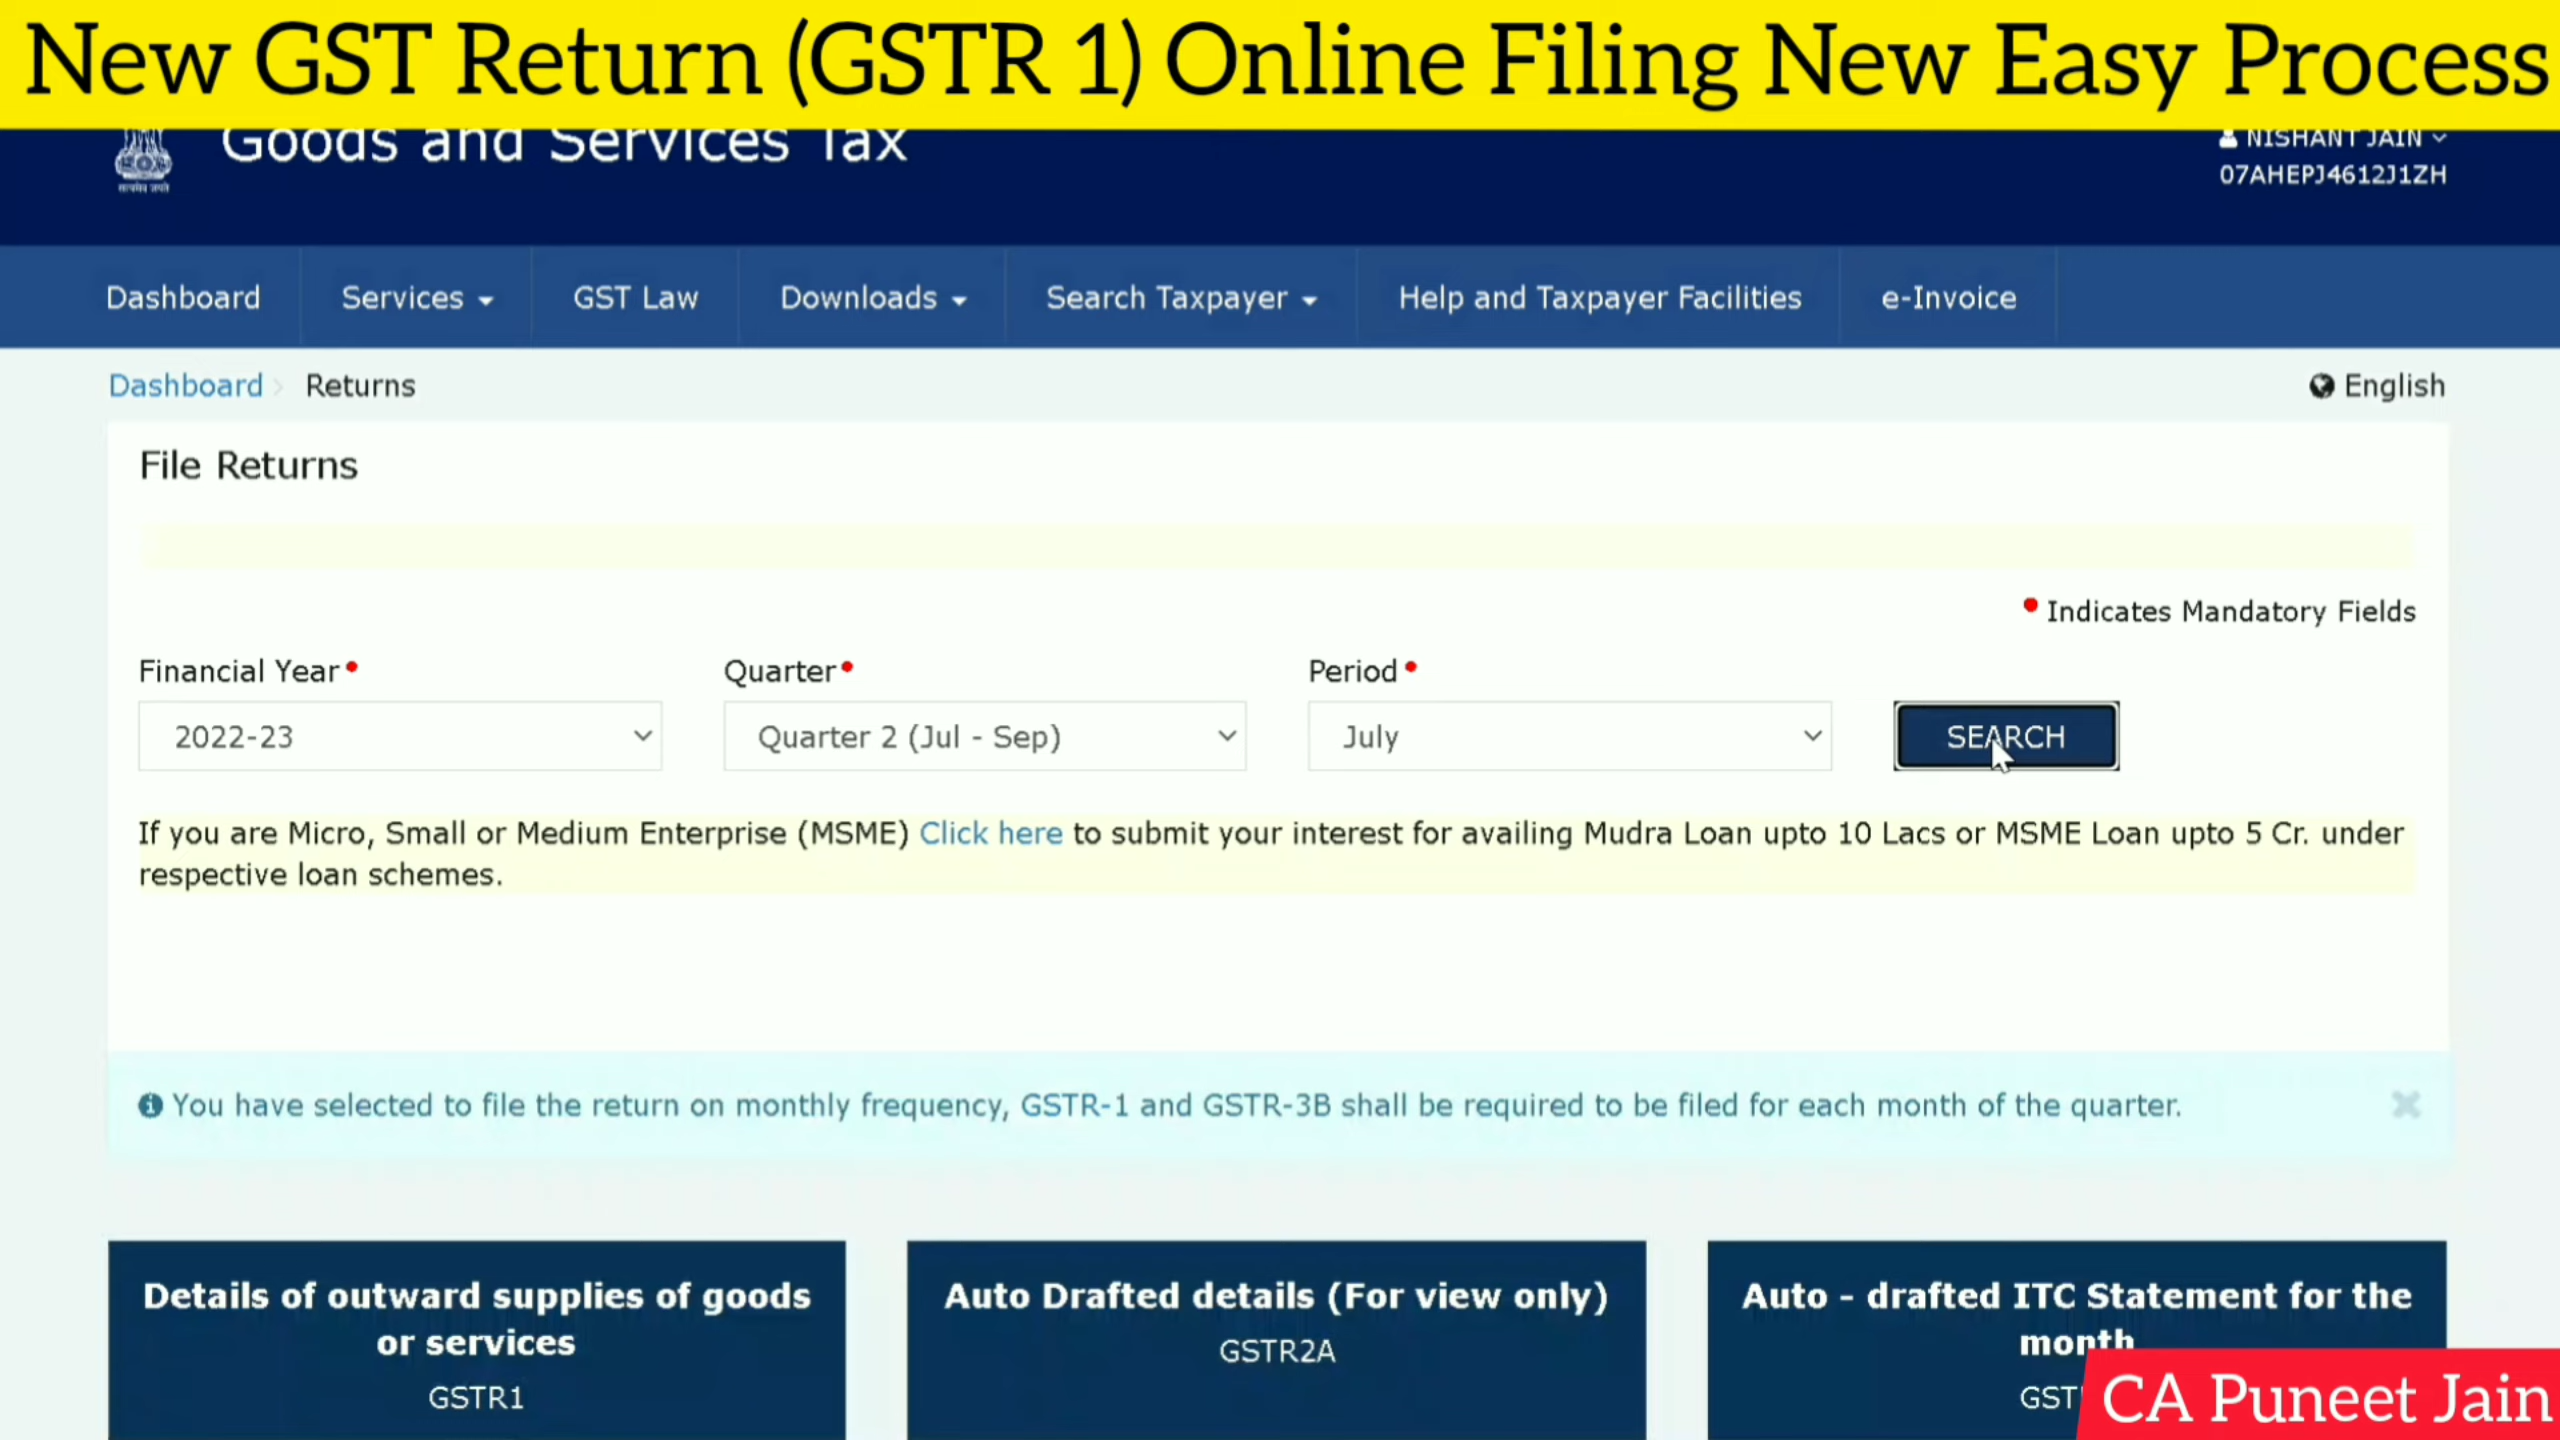 New GST Return (GSTR 1) Online Filing New Easy Process
Goods and Services Tax
NISHANT JAIN
07AHEPJ4612J1ZH
सत्यमेव जयते
Dashboard Services GST Law Downloads Search Taxpayer Help and Taxpayer Facilities e-Invoice
Dashboard Returns English
File Returns
Indicates Mandatory Fields
Financial Year Quarter Period
2022-23 Quarter 2 (Jul - Sep) July SEARCH
If you are Micro, Small or Medium Enterprise (MSME) Click here to submit your interest for availing Mudra Loan upto 10 Lacs or MSME Loan upto 5 Cr. under
respective loan schemes.
You have selected to file the return on monthly frequency, GSTR-1 and GSTR-3B shall be required to be filed for each month of the quarter.
Details of outward supplies of goods
or services
GSTR1
Auto Drafted details (For view only)
GSTR2A
Auto - drafted ITC Statement for the
month
GST
CA Puneet Jain